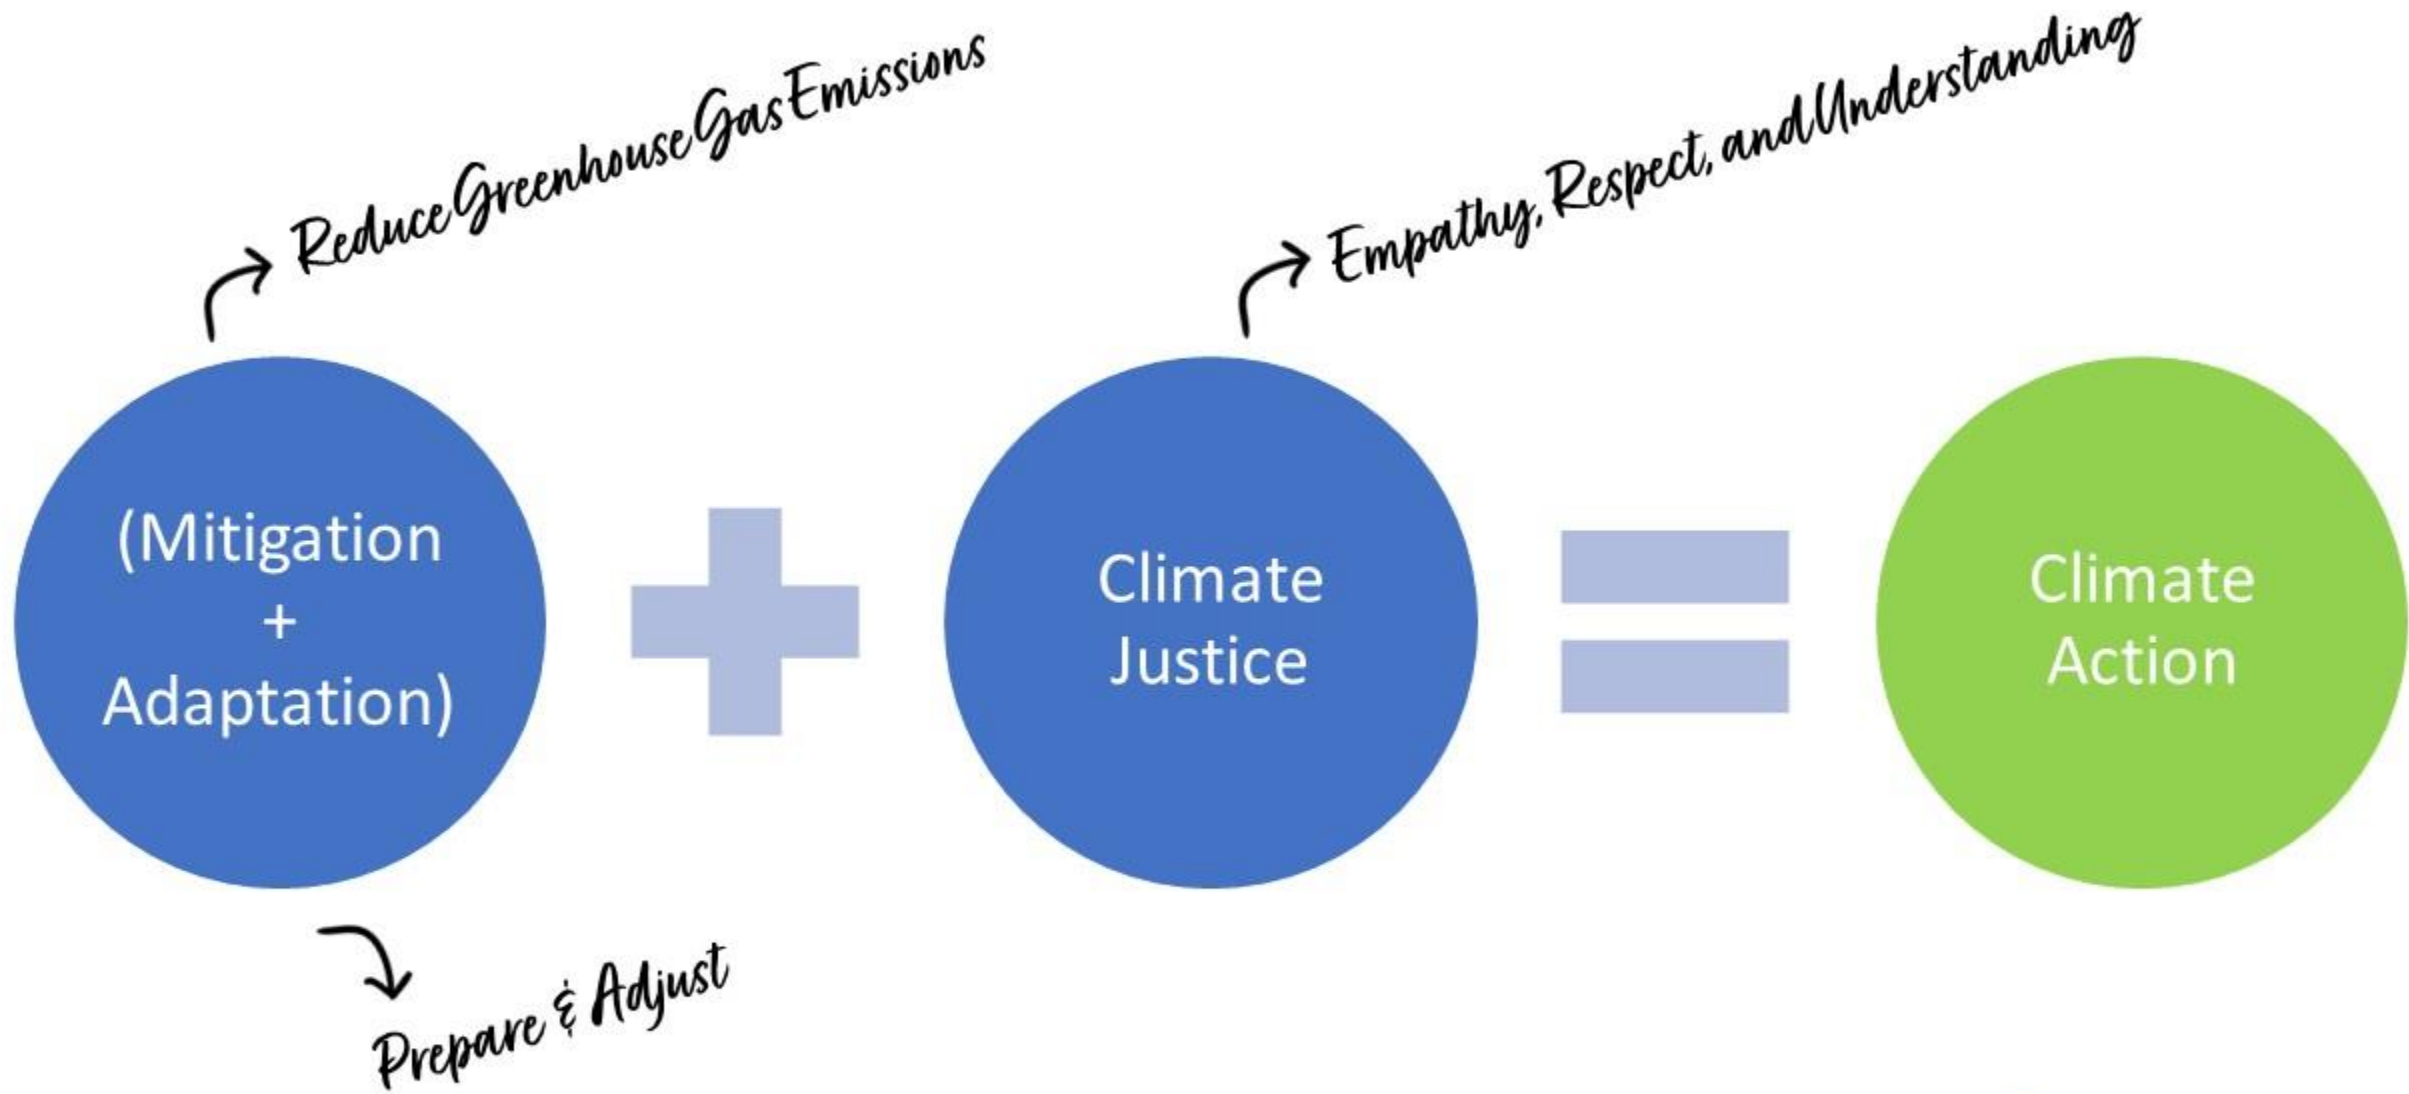 Reduce Greenhouse Gas Emissions
Empathy, Respect, and Understanding
(Mitigation
+
Adaptation)
Climate
Justice
Climate
Action
Prepare & Adjust